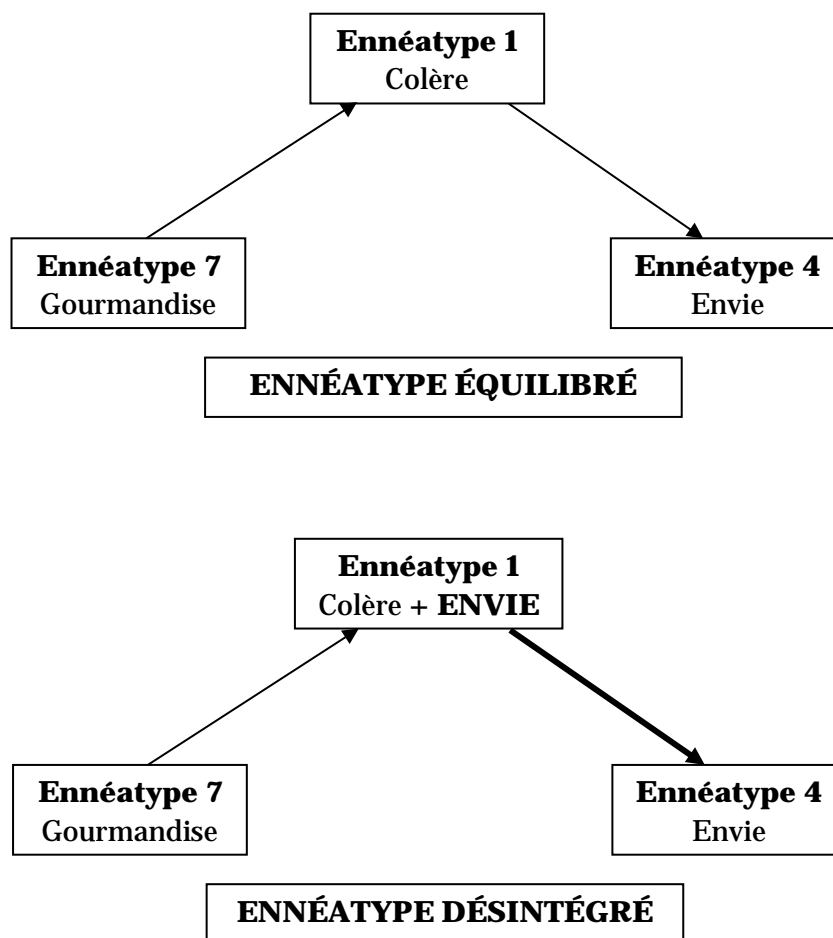 Ennéatype 1
Colère
Ennéatype 7
Gourmandise
Ennéatype 4
Envie
ENNÉATYPE ÉQUILIBRÉ
Ennéatype 1
Colère + ENVIE
Ennéatype 7
Gourmandise
Ennéatype 4
Envie
ENNÉATYPE DÉSINTÉGRÉ